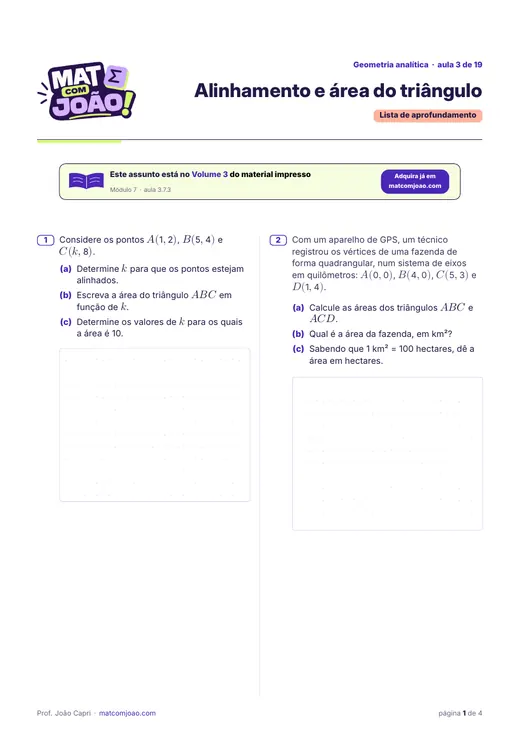 MAT Σ
COM
JOÃO!
Geometria analítica · aula 3 de 19
Alinhamento e área do triângulo
Lista de aprofundamento
Este assunto está no Volume 3 do material impresso
Módulo 7 · aula 3.7.3
Adquira já em
matcomjoao.com
1 Considere os pontos A(1, 2), B(5, 4) e
C(k, 8).
(a) Determine k para que os pontos estejam
alinhados.
(b) Escreva a área do triângulo ABC em
função de k.
(c) Determine os valores de k para os quais
a área é 10.
2 Com um aparelho de GPS, um técnico
registrou os vértices de uma fazenda de
forma quadrangular, num sistema de eixos
em quilômetros: A(0, 0), B(4, 0), C(5, 3) e
D(1, 4).
(a) Calcule as áreas dos triângulos ABC e
ACD.
(b) Qual é a área da fazenda, em km²?
(c) Sabendo que 1 km² = 100 hectares, dê a
área em hectares.
Prof. João Capri · matcomjoao.com
página 1 de 4